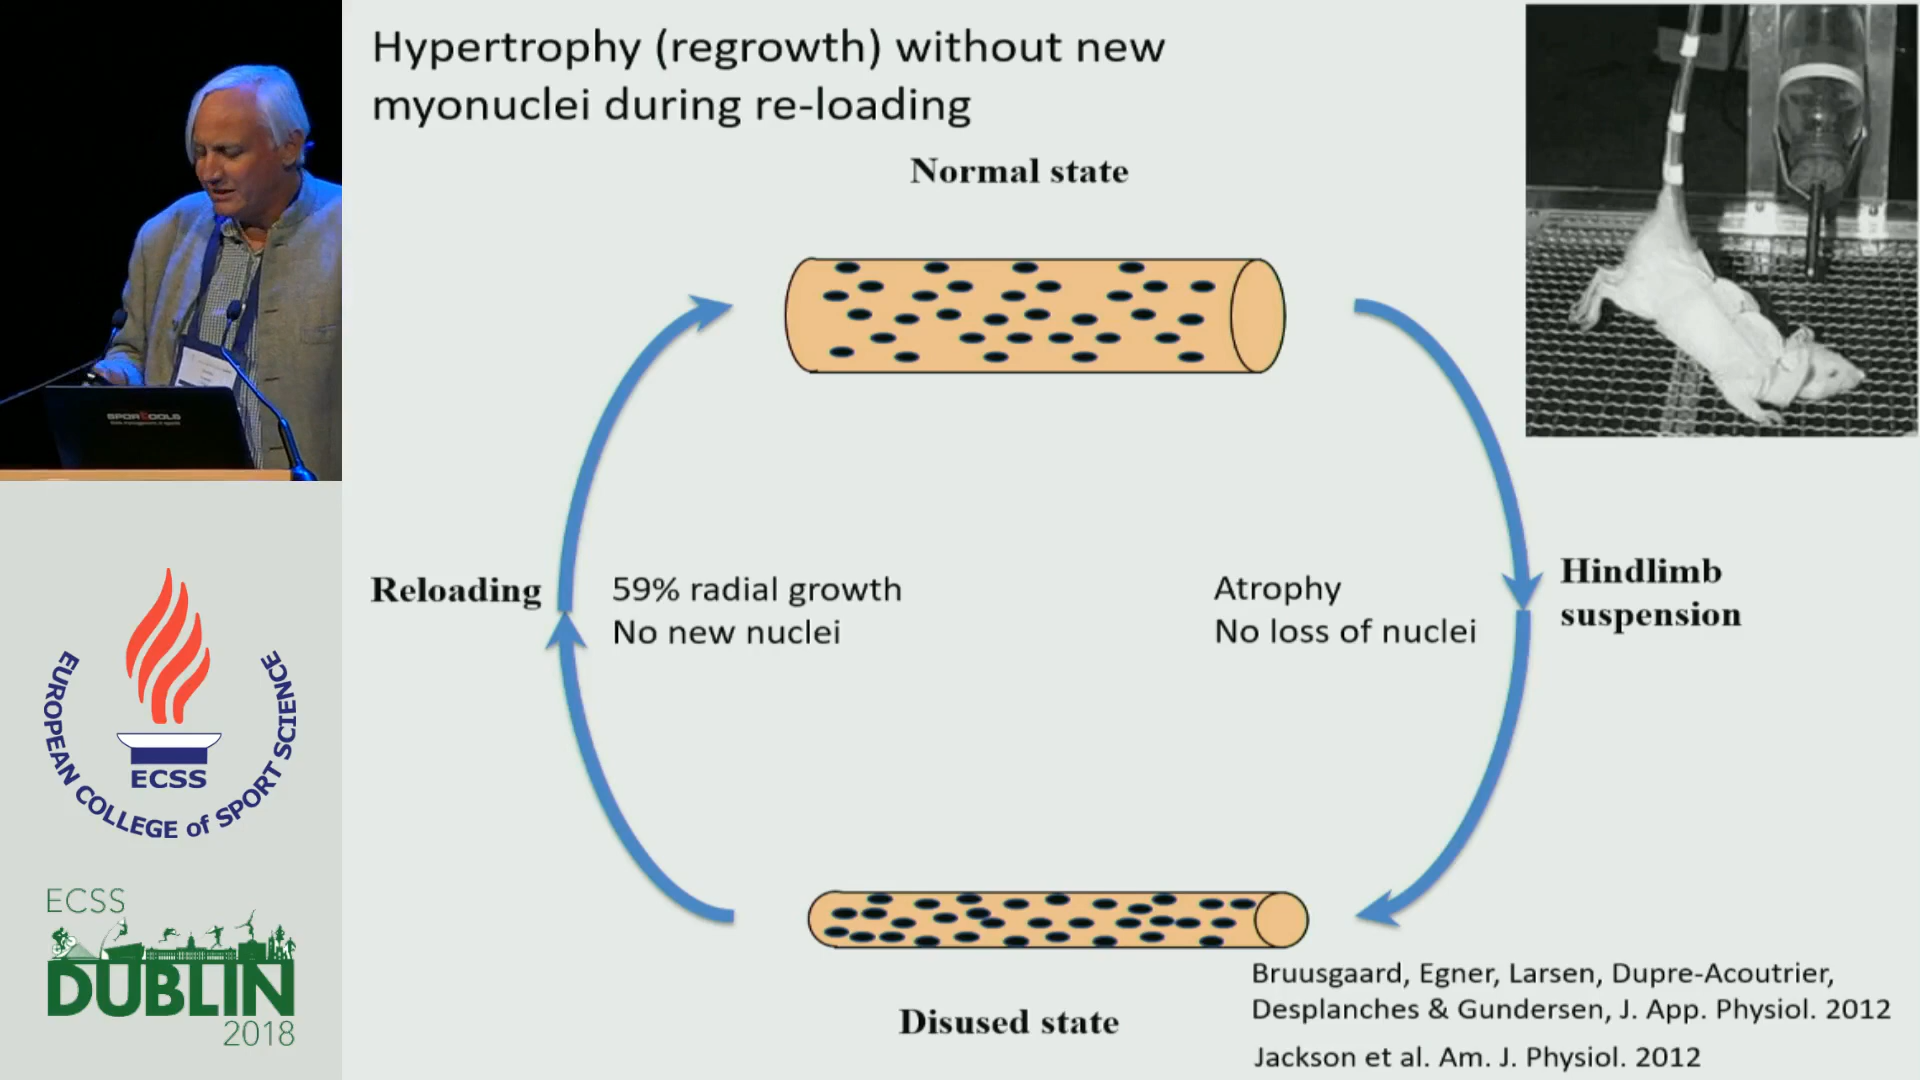 Hypertrophy (regrowth) without new
myonuclei during re-loading
Normal state
Reloading
59% radial growth
No new nuclei
Atrophy
No loss of nuclei
Hindlimb
suspension
Disused state
Bruusgaard, Egner, Larsen, Dupre-Acoutrier,
Desplanches & Gundersen, J. App. Physiol. 2012
Jackson et al. Am. J. Physiol. 2012
EUROPEAN COLLEGE of SPORT SCIENCE
ECSS
ECSS
DUBLIN
2018